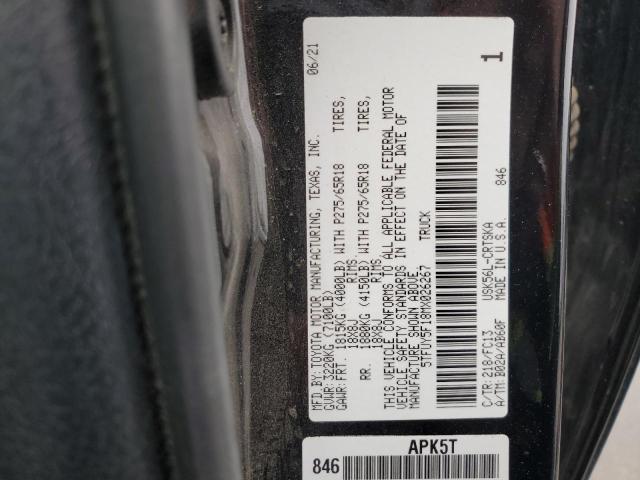 MFD.BY:TOYOTA MOTOR MANUFACTURING, TEXAS, INC. 06/21
GVWR:3220KG (7100LB)
GAWR:FRT. 1815KG (4000LB) WITH P275/65R18 TIRES,
18X8J RIMS
RR. 1880KG (4150LB) WITH P275/65R18 TIRES,
18X8J RIMS
THIS VEHICLE CONFORMS TO ALL APPLICABLE FEDERAL MOTOR
VEHICLE SAFETY STANDARDS IN EFFECT ON THE DATE OF
MANUFACTURE SHOWN ABOVE.
5TFUY5F18MX026267 TRUCK
C/TR:218/FC13 USK56L-CRTSKA 846
A/TM:B02A/AB60F MADE IN U.S.A. 1
846 APK5T